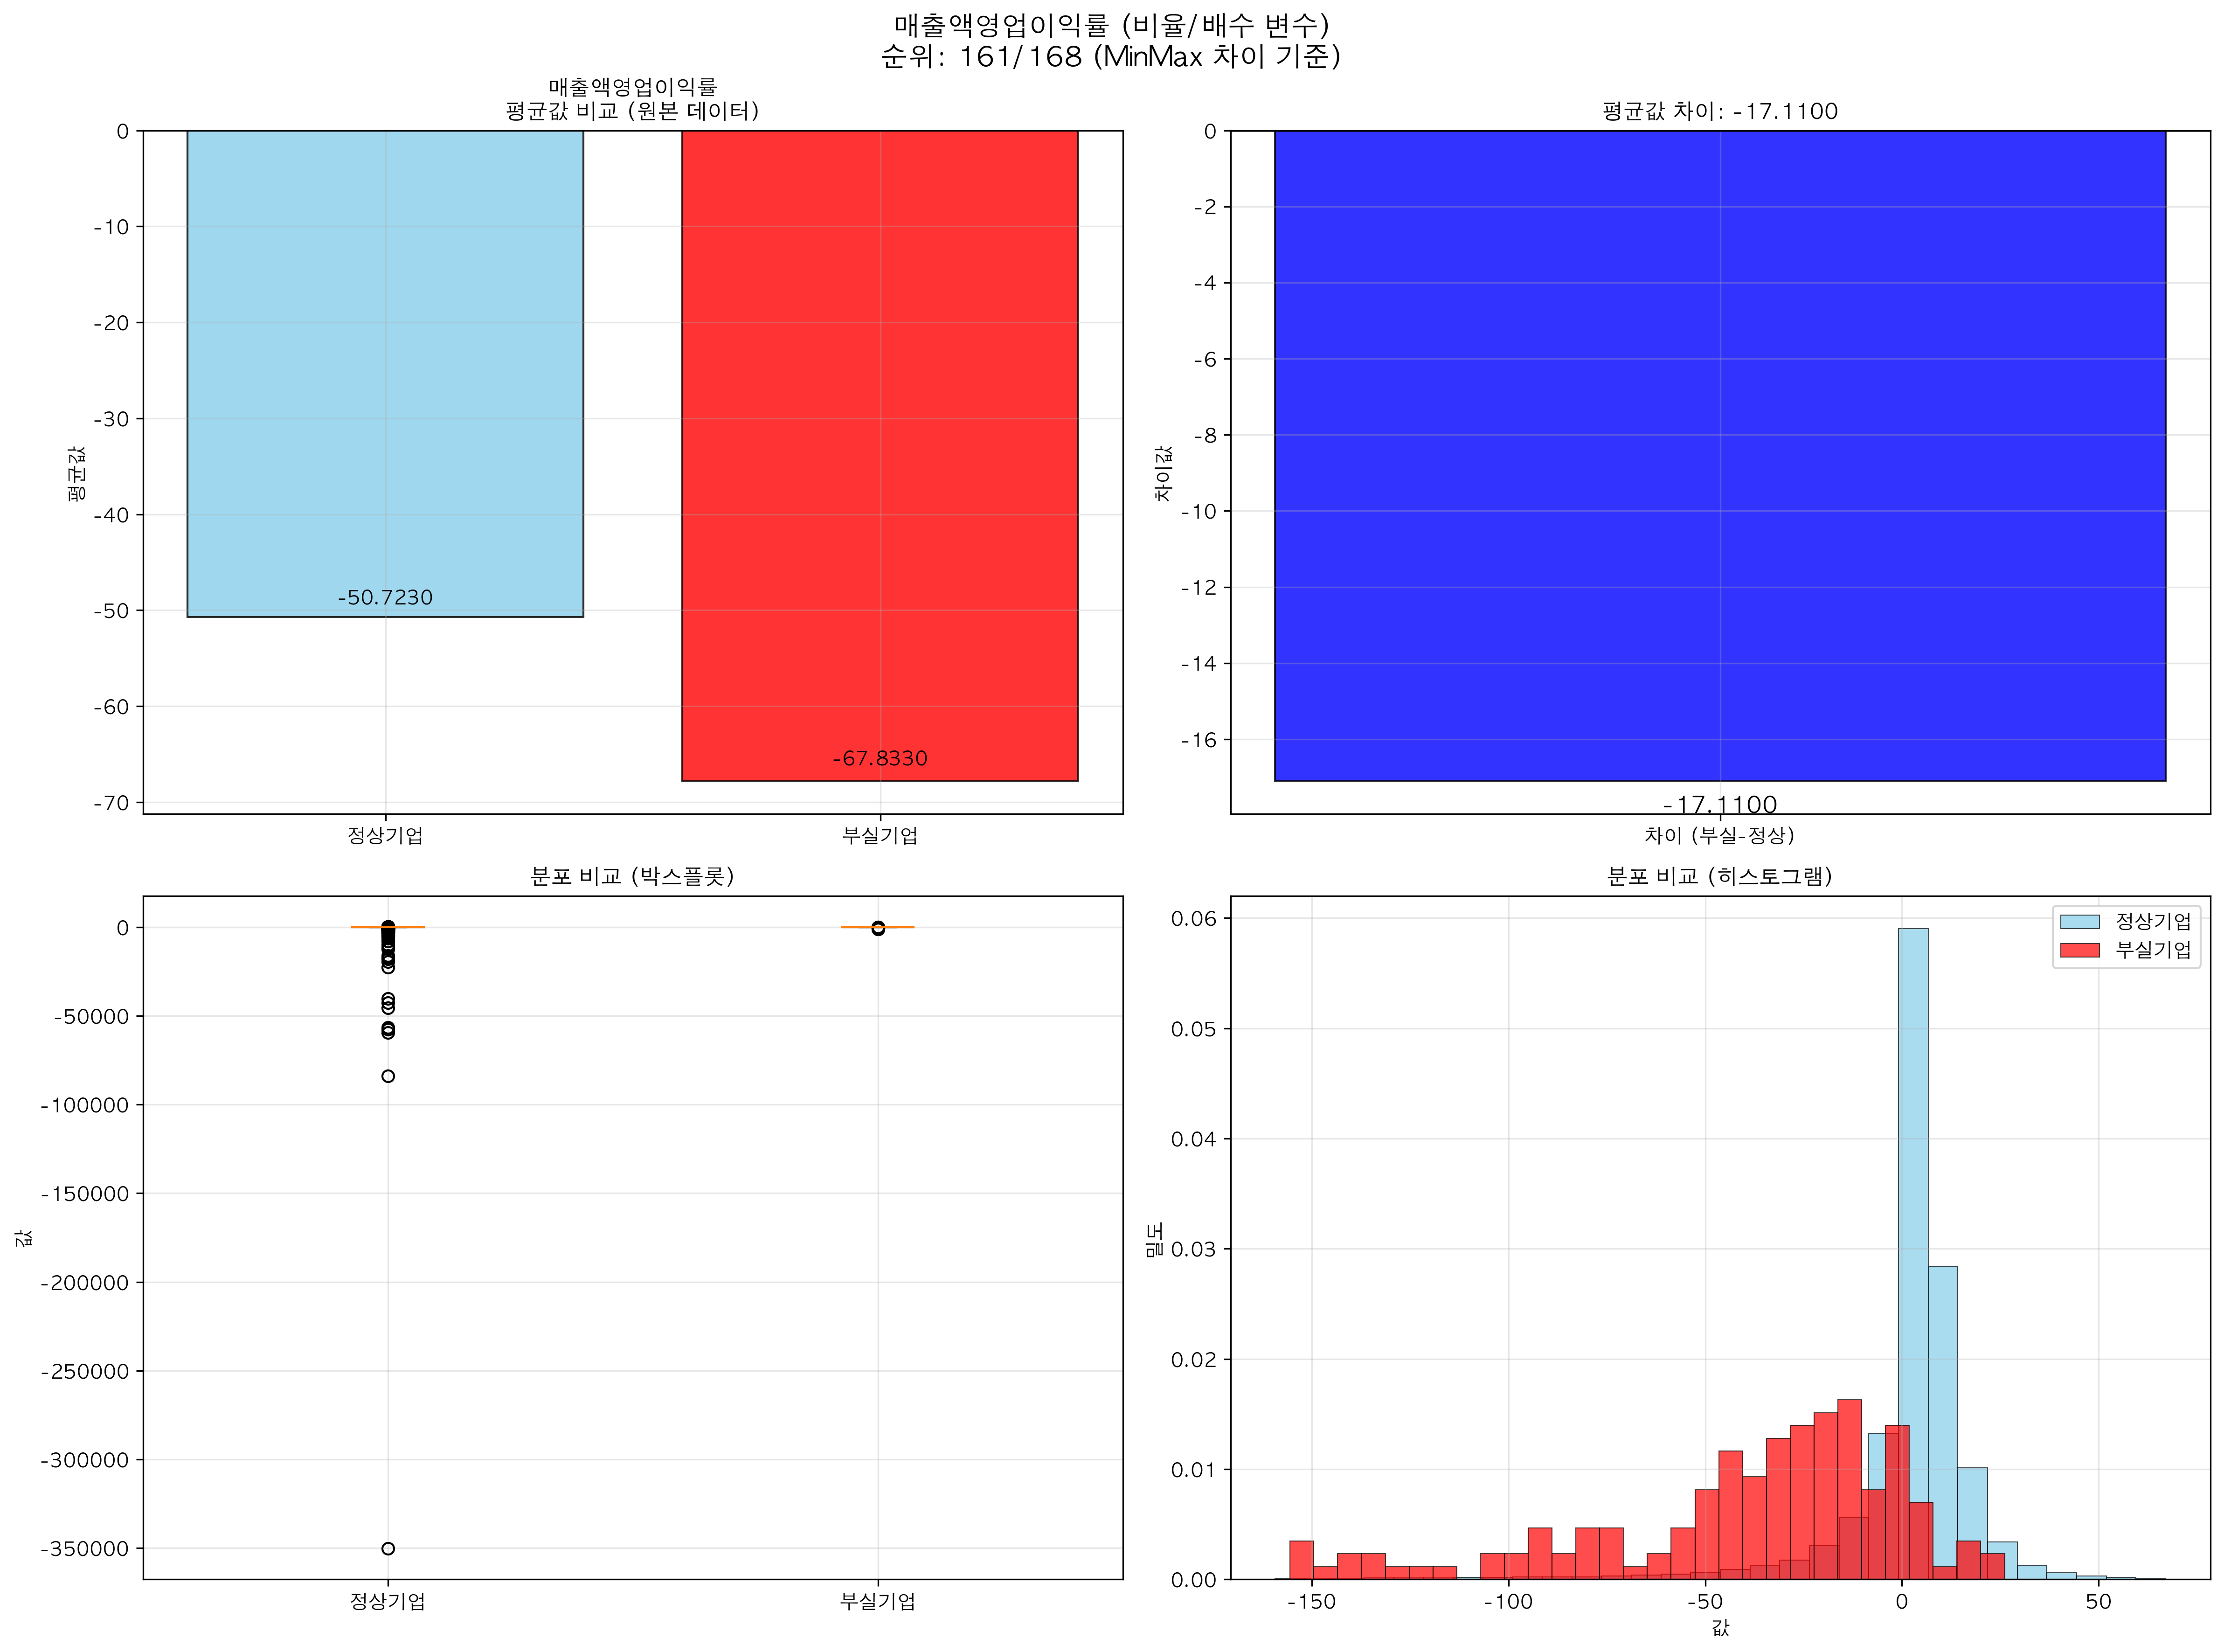 매출액영업이익률 (비율/배수 변수)
순위: 161/168 (MinMax 차이 기준)
매출액영업이익률
평균값 비교 (원본 데이터)
0
-10
-20
-30
-40
-50
-60
-70
평균값
-50.7230
-67.8330
정상기업
부실기업
평균값 차이: -17.1100
0
-2
-4
-6
-8
-10
-12
-14
-16
차이값
-17.1100
차이 (부실-정상)
분포 비교 (박스플롯)
0
-50000
-100000
-150000
-200000
-250000
-300000
-350000
값
정상기업
부실기업
분포 비교 (히스토그램)
정상기업
부실기업
0.06
0.05
0.04
0.03
0.02
0.01
0.00
밀도
-150
-100
-50
0
50
값